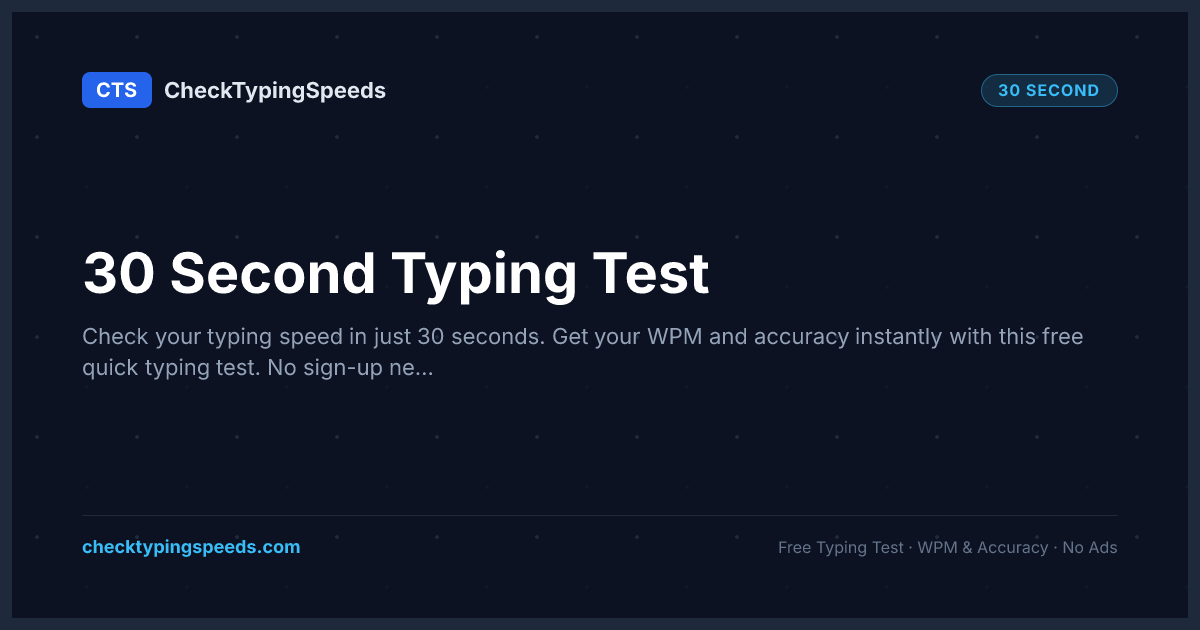 CTS CheckTypingSpeeds
30 SECOND
30 Second Typing Test
Check your typing speed in just 30 seconds. Get your WPM and accuracy instantly with this free
quick typing test. No sign-up ne...
checktypingspeeds.com
Free Typing Test · WPM & Accuracy · No Ads